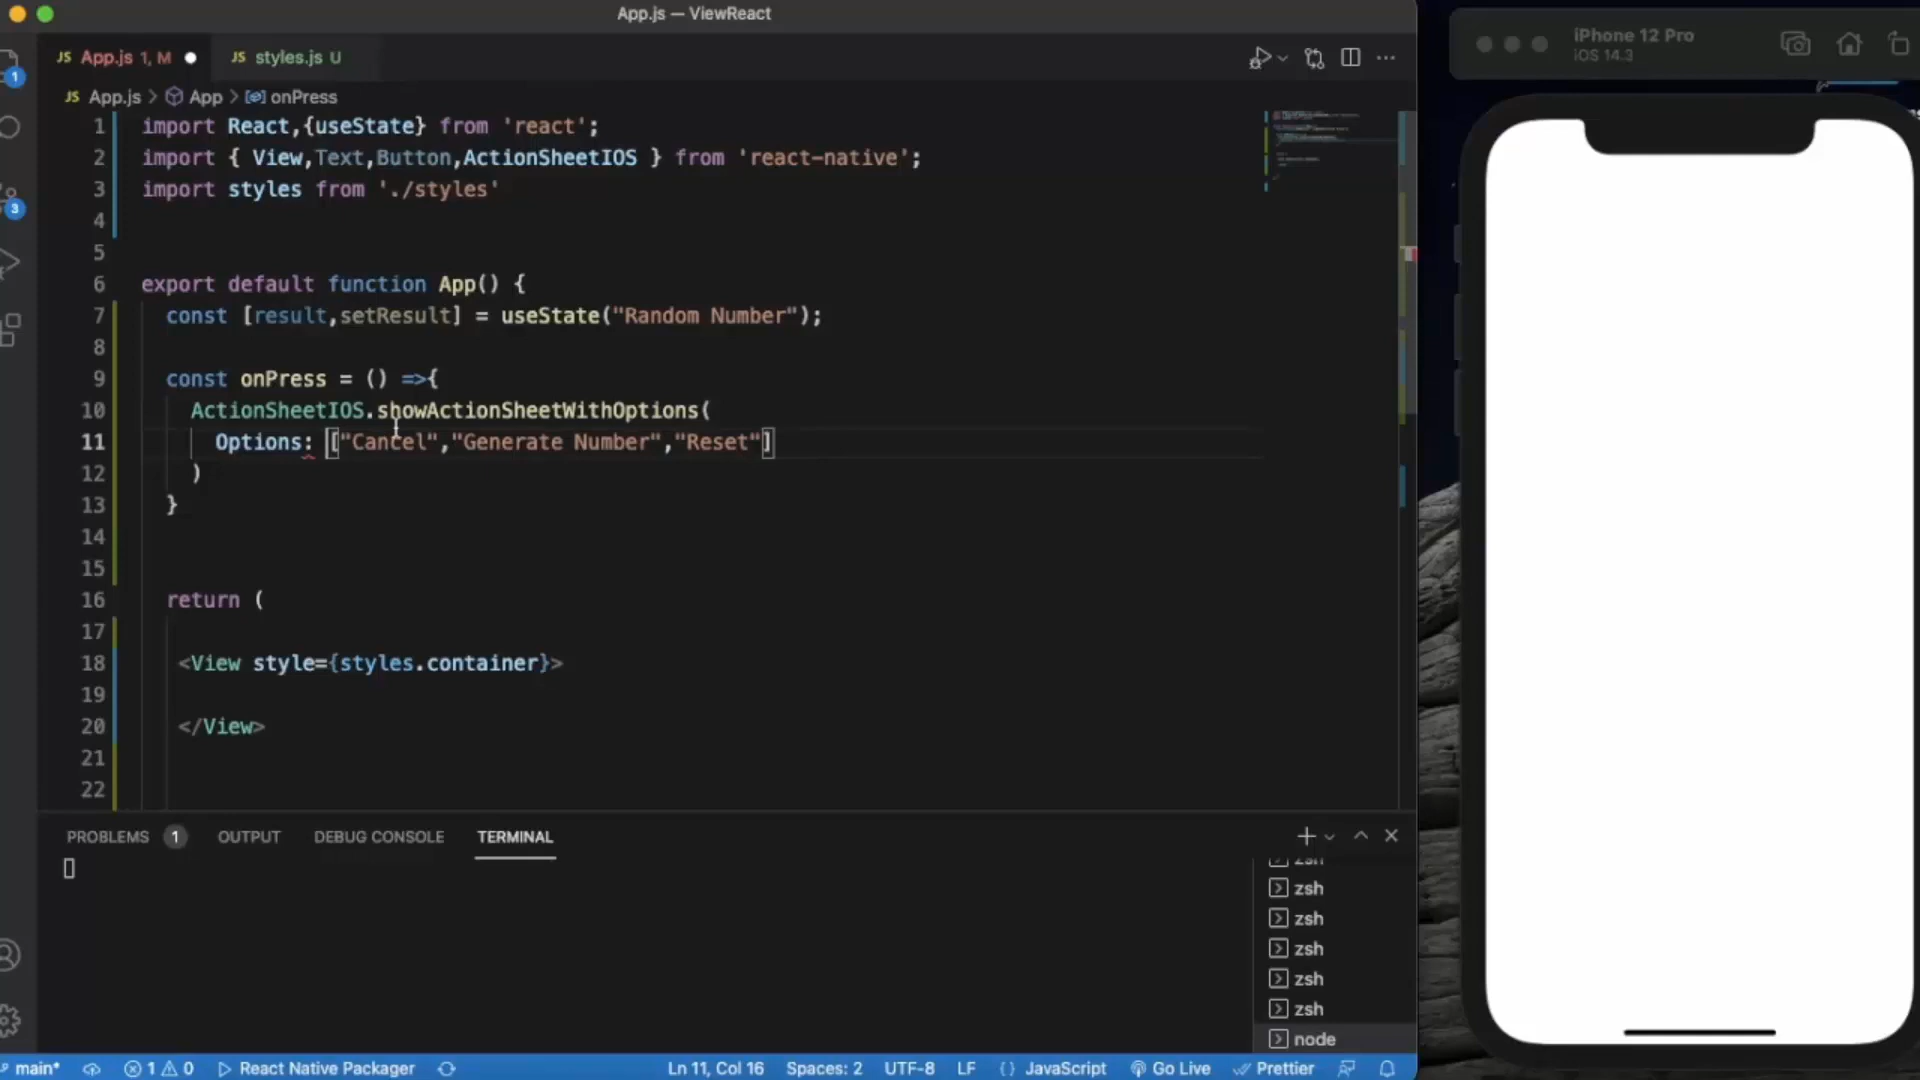 App.js — ViewReact
iPhone 12 Pro
iOS 14.3
JS App.js 1, M
JS styles.js U
JS App.js > App > onPress
1 import React,{useState} from 'react';
2 import { View,Text,Button,ActionSheetIOS } from 'react-native';
3 import styles from './styles'
4
5
6 export default function App() {
7 const [result,setResult] = useState("Random Number");
8
9 const onPress = () =>{
10 ActionSheetIOS.showActionSheetWithOptions(
11 Options: ["Cancel","Generate Number","Reset"]
12 )
13 }
14
15
16 return (
17
18 <View style={styles.container}>
19
20 </View>
21
22
1
3
PROBLEMS 1 OUTPUT DEBUG CONSOLE TERMINAL
zsh
zsh
zsh
zsh
zsh
zsh
node
main* 1 0 React Native Packager Ln 11, Col 16 Spaces: 2 UTF-8 LF {} JavaScript Go Live Prettier